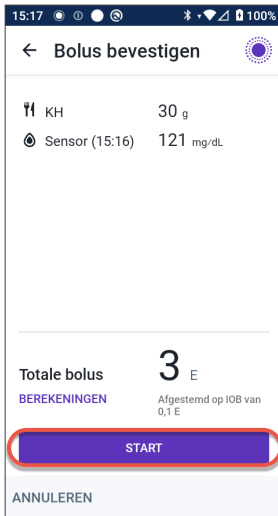 15:17 100%
Bolus bevestigen
KH 30 g
Sensor (15:16) 121 mg/dL
Totale bolus 3 E
BEREKENINGEN Afgestemd op IOB van
0,1 E
START
ANNULEREN